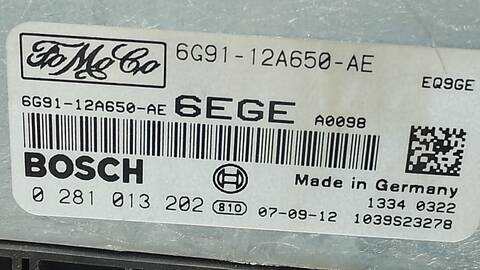 FoMoCo 6G91-12A650-AE
EQ9GE
6G91-12A650-AE 6EGE A0098
BOSCH Made in Germany
0 281 013 202 810 07-09-12 1334 0322
1039S23278